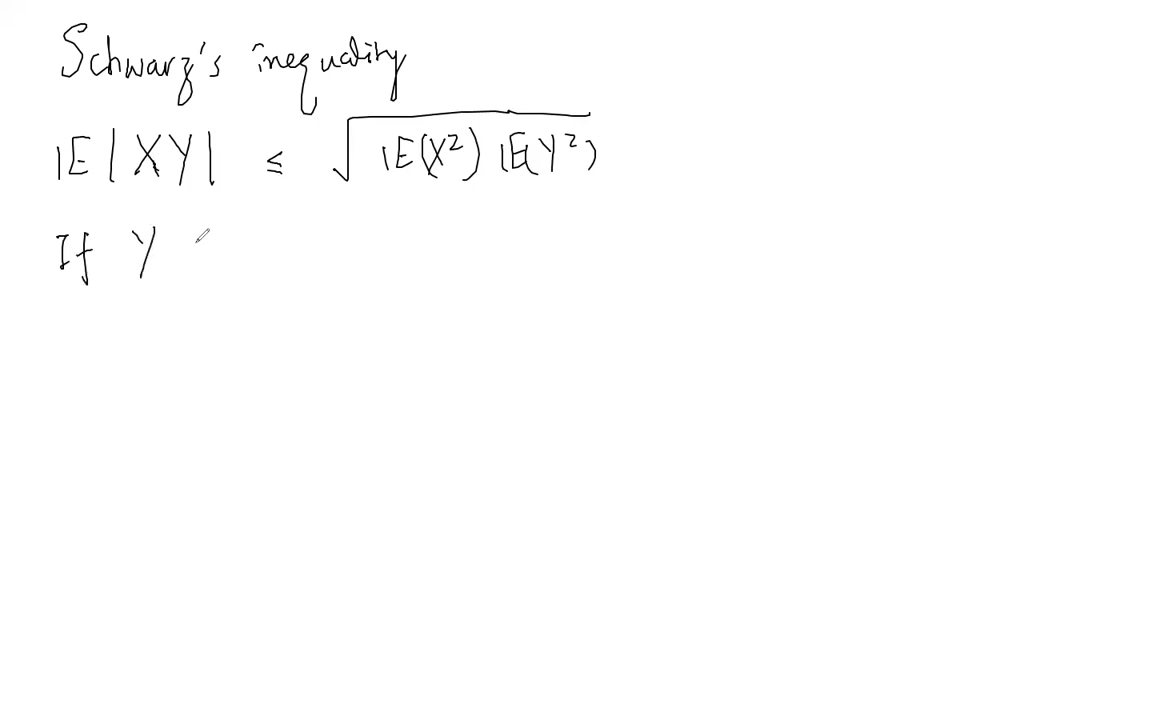 Schwarz's inequality
𝔼|XY| ≤ √(𝔼(X²) 𝔼(Y²))
If Y